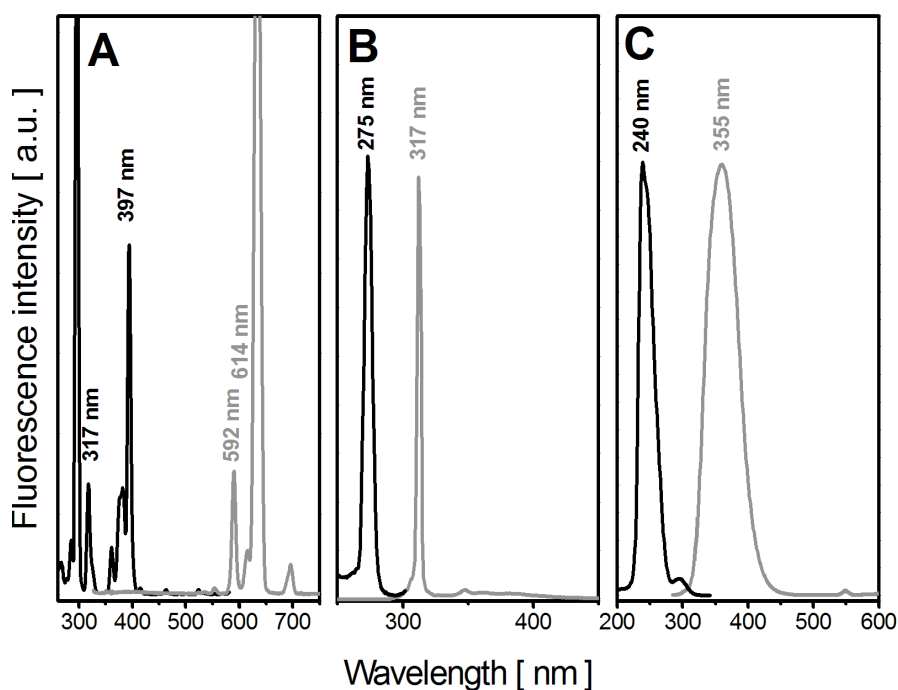 A
B
C
Fluorescence intensity [ a.u. ]
317 nm
397 nm
592 nm
614 nm
275 nm
317 nm
240 nm
355 nm
300 400 500 600 700
300 400
200 300 400 500 600
Wavelength [ nm ]